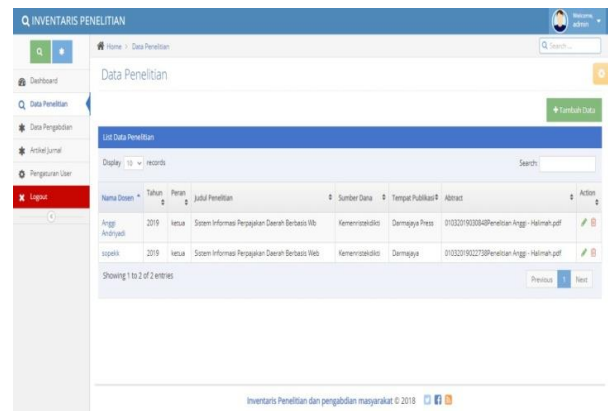 INVENTARIS PENELITIAN
Welcome,
admin
Home > Data Penelitian
Search ...
Dashboard
Data Penelitian
Data Pengabdian
Artikel Jurnal
Pengaturan User
Logout
Data Penelitian
+Tambah Data
List Data Penelitian
Display 10 records
Search:
Nama Dosen Tahun Peran Judul Penelitian Sumber Dana Tempat Publikasi Abtract Action
Anggi Andriyadi 2019 ketua Sistem Informasi Perpajakan Daerah Berbasis Wb Kemenristekdikti Darmajaya Press 01032019030848Penelitian Anggi - Halimah.pdf
sspekk 2019 ketua Sistem Informasi Perpajakan Daerah Berbasis Web Kemenristekdikti Darmajaya 01032019022738Penelitian Anggi - Halimah.pdf
Showing 1 to 2 of 2 entries
Previous 1 Next
Inventaris Penelitian dan pengabdian masyarakat © 2018